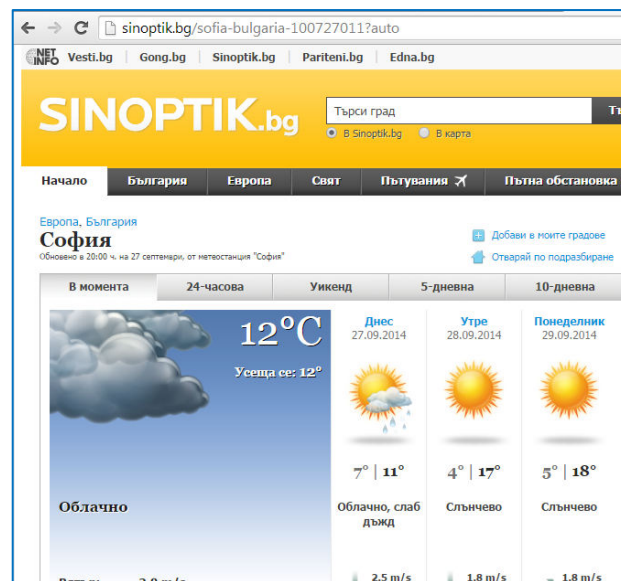 sinoptik.bg/sofia-bulgaria-100727011?auto
NET INFO Vesti.bg Gong.bg Sinoptik.bg Pariteni.bg Edna.bg
SINOPTIK.bg
Търси град
В Sinoptik.bg В карта
Начало България Европа Свят Пътувания Пътна обстановка
Европа, България
София
Обновено в 20:00 ч. на 27 септември, от метеостанция "София"
Добави в моите градове
Отваряй по подразбиране
В момента 24-часова Уикенд 5-дневна 10-дневна
12°C
Усеща се: 12°
Облачно
Днес
27.09.2014
7° | 11°
Облачно, слаб
дъжд
2.5 m/s
Утре
28.09.2014
4° | 17°
Слънчево
1.8 m/s
Понеделник
29.09.2014
5° | 18°
Слънчево
1.8 m/s